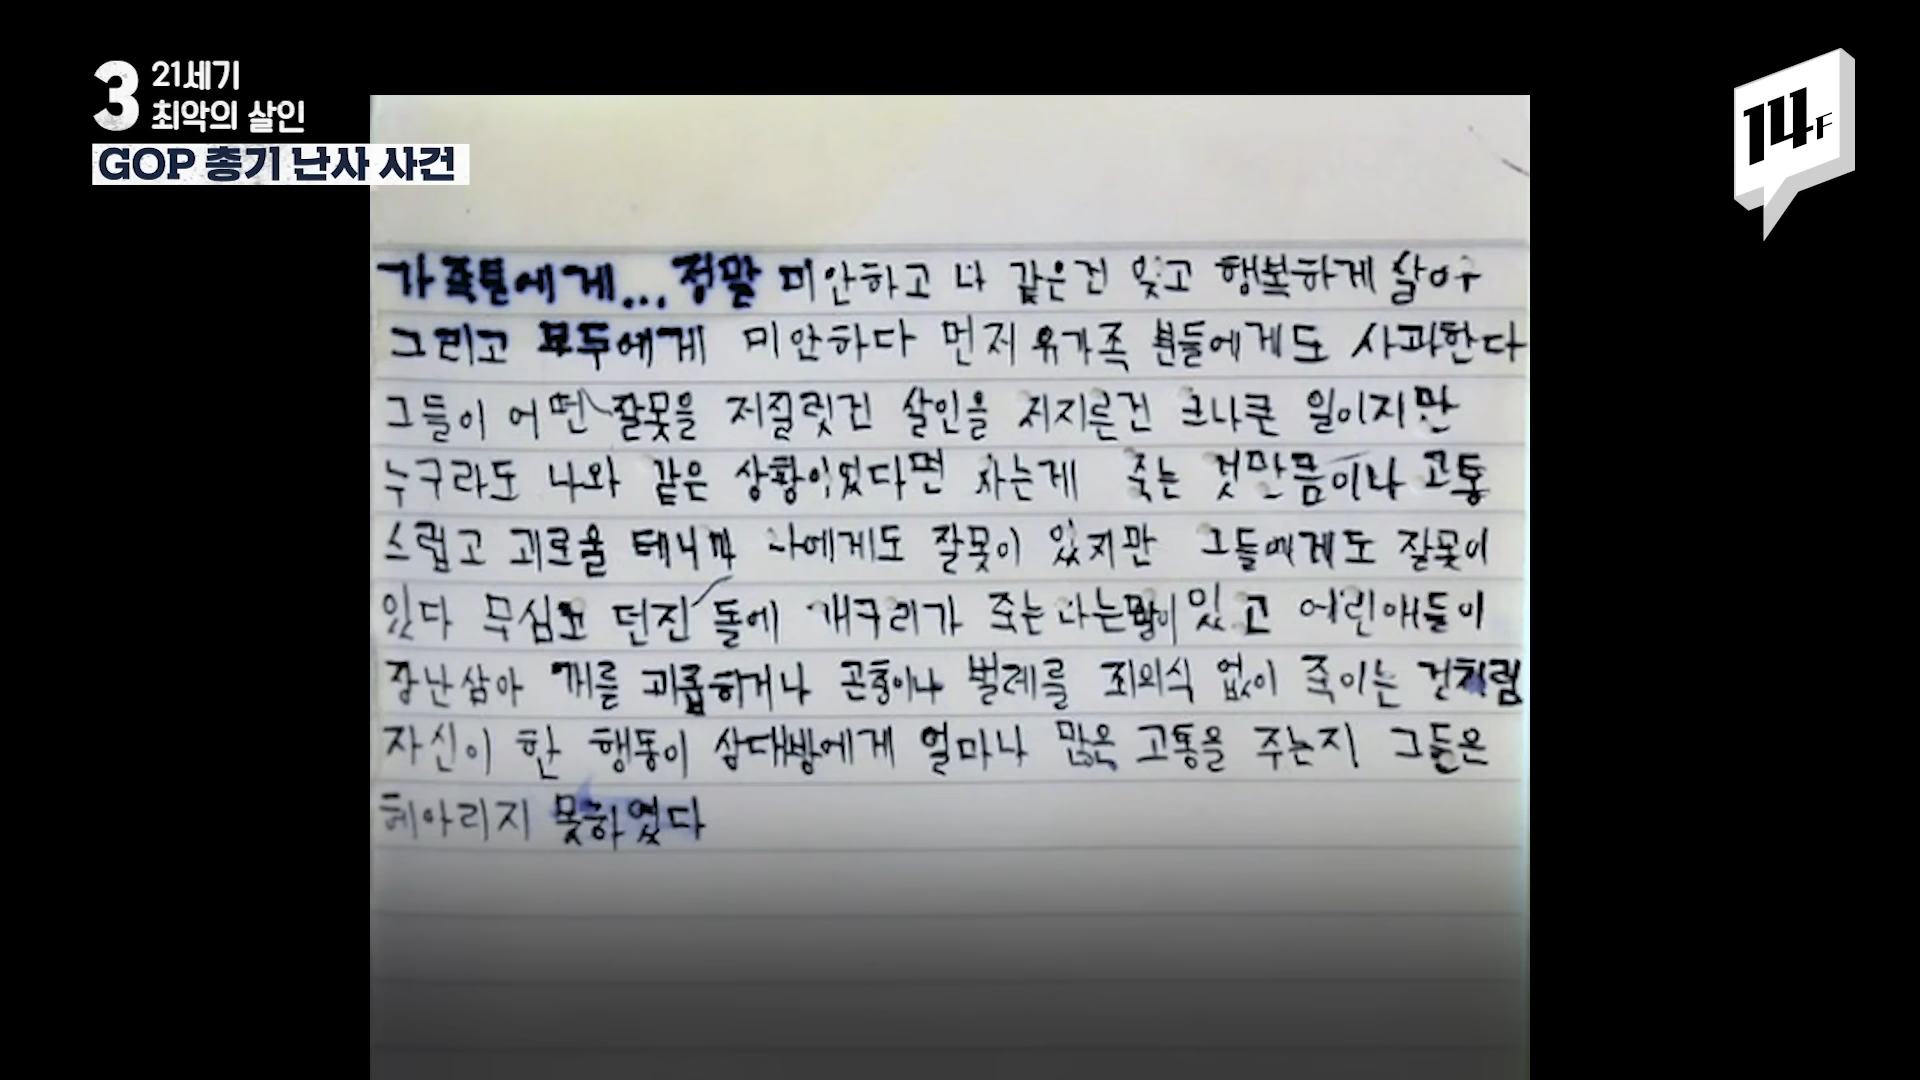 3 21세기
최악의 살인
GOP 총기 난사 사건
14F
가족들에게... 정말 미안하고 나 같은건 잊고 행복하게 살아
그리고 모두에게 미안하다 먼저 유가족 분들에게도 사과한다
그들이 어떤 잘못을 저질렀건 살인을 저지른건 크나큰 일이지만
누구라도 나와 같은 상황이었다면 사는게 죽는 것만큼이나 고통
스럽고 괴로울 테니까 나에게도 잘못이 있지만 그들에게도 잘못이
있다 무심코 던진 돌에 개구리가 죽는다는 말이 있고 어린애들이
장난삼아 개를 괴롭히거나 곤충이나 벌레를 죄의식 없이 죽이는 것처럼
자신이 한 행동이 상대방에게 얼마나 많은 고통을 주는지 그들은
헤아리지 못하였다